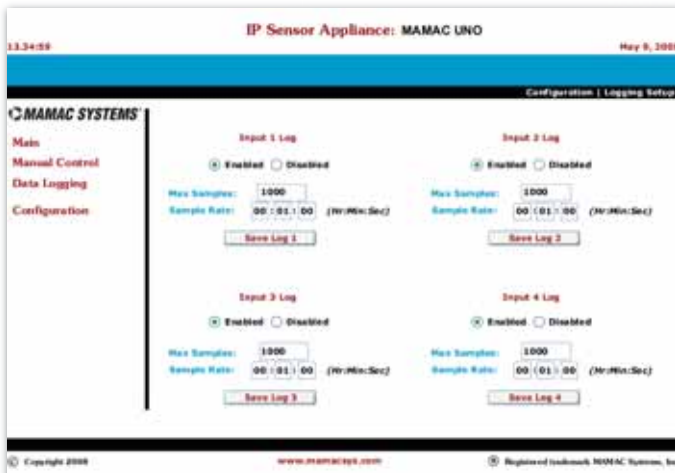 IP Sensor Appliance: MAMAC UNO
13:34:59
May 9, 200
Configuration | Logging Setup
MAMAC SYSTEMS
Main
Manual Control
Data Logging
Configuration
Input 1 Log
Enabled Disabled
Max Samples: 1000
Sample Rate: 00 : 01 : 00 (Hr:Min:Sec)
Save Log 1
Input 2 Log
Enabled Disabled
Max Samples: 1000
Sample Rate: 00 : 01 : 00 (Hr:Min:Sec)
Save Log 2
Input 3 Log
Enabled Disabled
Max Samples: 1000
Sample Rate: 00 : 01 : 00 (Hr:Min:Sec)
Save Log 3
Input 4 Log
Enabled Disabled
Max Samples: 1000
Sample Rate: 00 : 01 : 00 (Hr:Min:Sec)
Save Log 4
© Copyright 2008
www.mamacsys.com
® Registered trademark MAMAC Systems, In